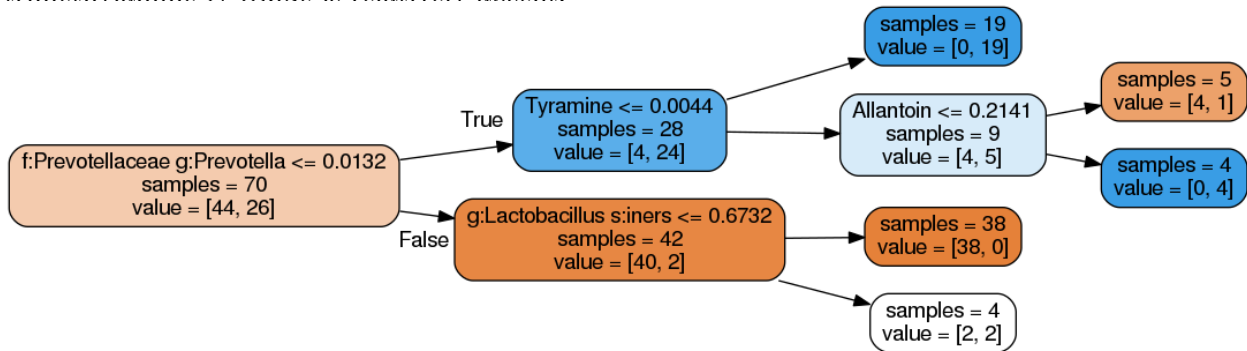 samples = 19
value = [0, 19]
Tyramine <= 0.0044
samples = 28
value = [4, 24]
True
Allantoin <= 0.2141
samples = 9
value = [4, 5]
samples = 5
value = [4, 1]
samples = 4
value = [0, 4]
f:Prevotellaceae g:Prevotella <= 0.0132
samples = 70
value = [44, 26]
False
g:Lactobacillus s:iners <= 0.6732
samples = 42
value = [40, 2]
samples = 38
value = [38, 0]
samples = 4
value = [2, 2]